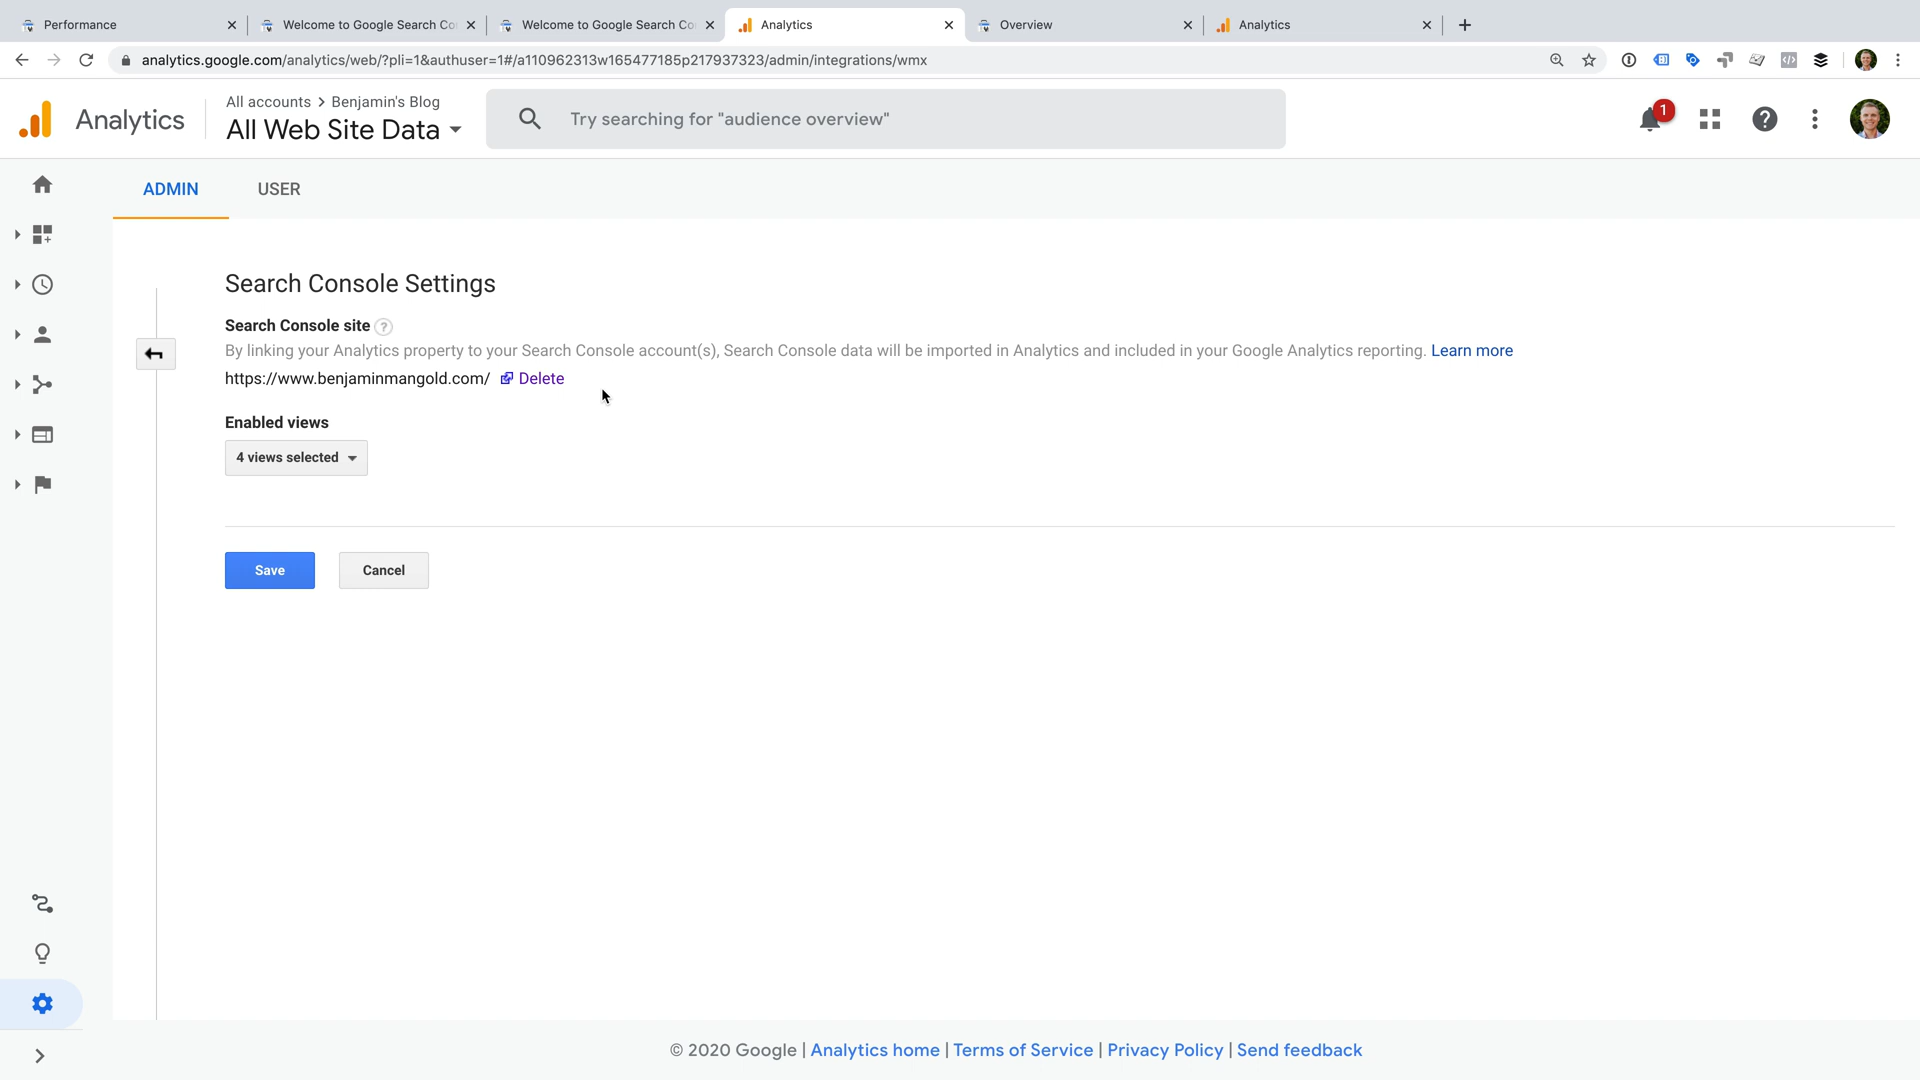 Performance
Welcome to Google Search Co
Welcome to Google Search Co
Analytics
Overview
Analytics
analytics.google.com/analytics/web/?pli=1&authuser=1#/a110962313w165477185p217937323/admin/integrations/wmx
Analytics
All accounts > Benjamin's Blog
All Web Site Data
Try searching for "audience overview"
1
ADMIN
USER
Search Console Settings
Search Console site ?
By linking your Analytics property to your Search Console account(s), Search Console data will be imported in Analytics and included in your Google Analytics reporting. Learn more
https://www.benjaminmangold.com/ Delete
Enabled views
4 views selected
Save
Cancel
© 2020 Google | Analytics home | Terms of Service | Privacy Policy | Send feedback